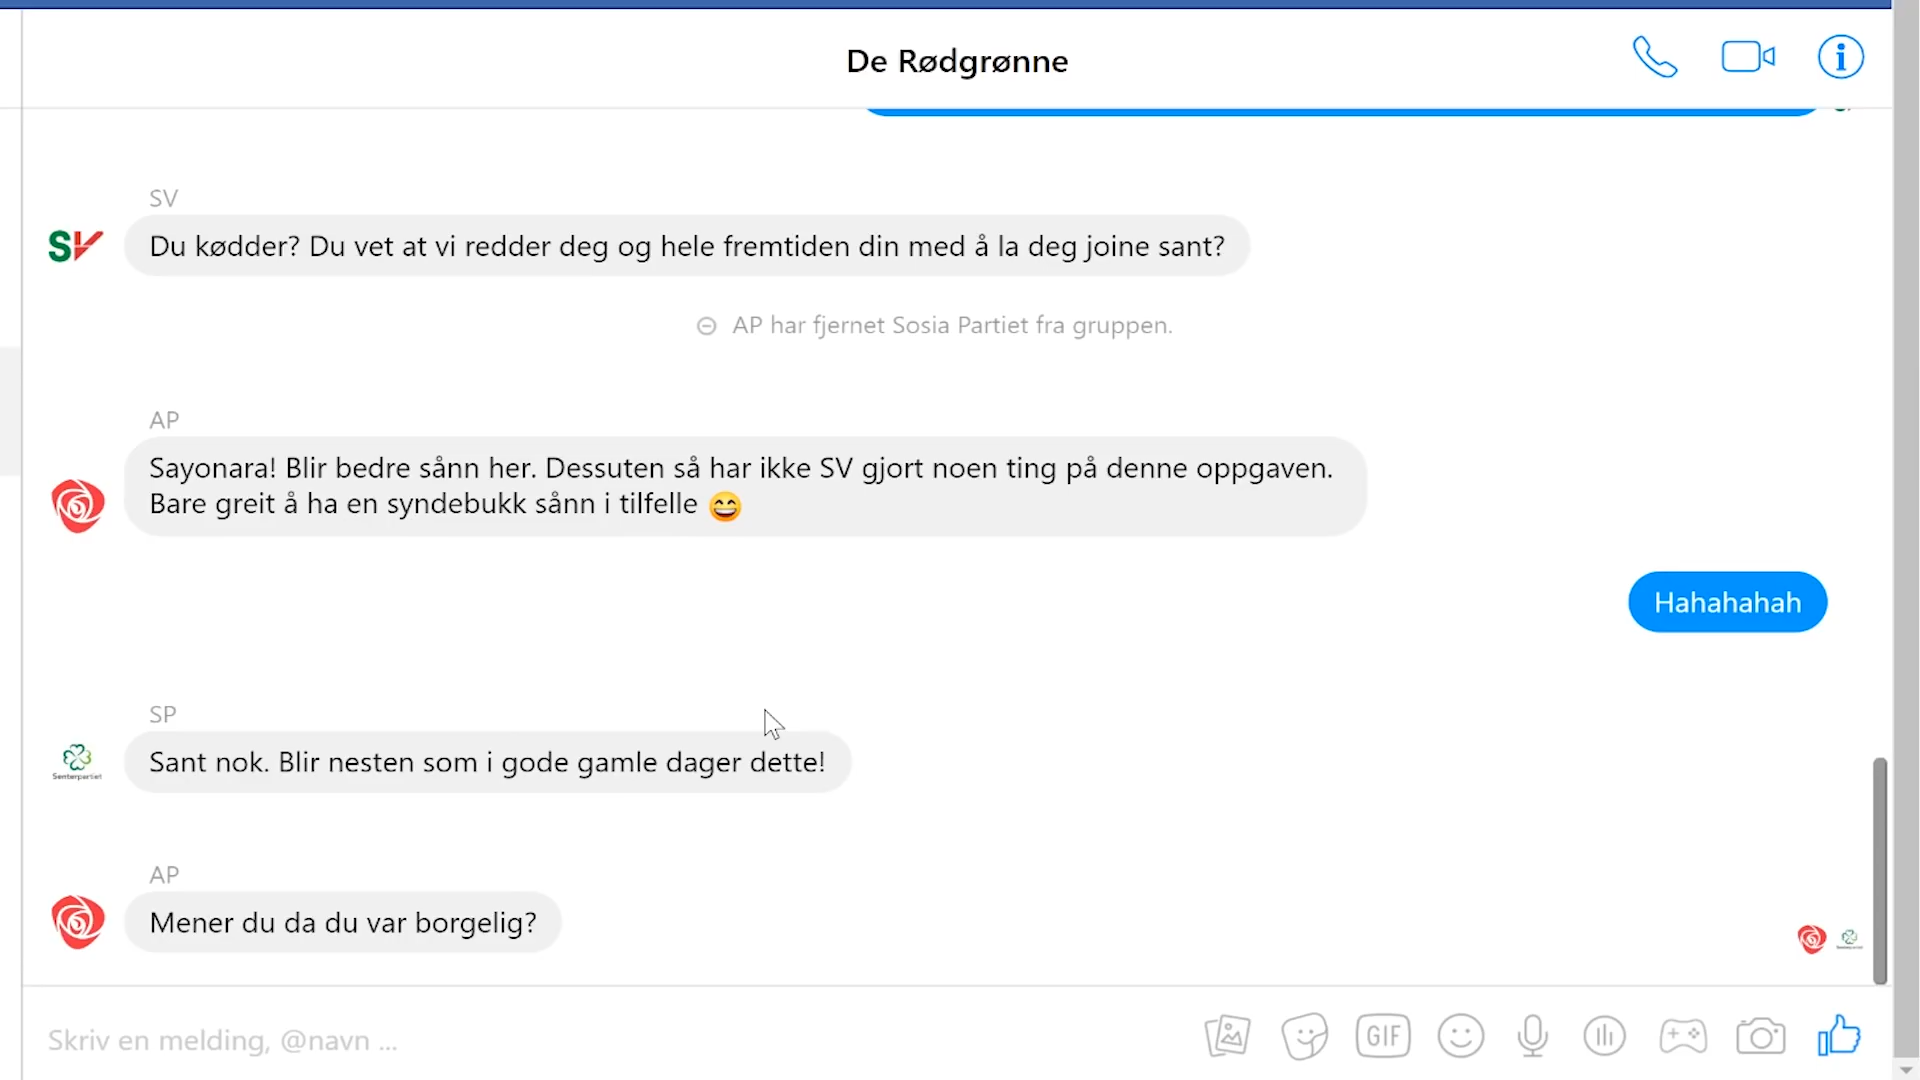 De Rødgrønne
SV
SV
Du kødder? Du vet at vi redder deg og hele fremtiden din med å la deg joine sant?
AP har fjernet Sosia Partiet fra gruppen.
AP
Sayonara! Blir bedre sånn her. Dessuten så har ikke SV gjort noen ting på denne oppgaven.
Bare greit å ha en syndebukk sånn i tilfelle 😄
Hahahahah
SP
Senterpartiet
Sant nok. Blir nesten som i gode gamle dager dette!
AP
Mener du da du var borgelig?
Skriv en melding, @navn ...
GIF